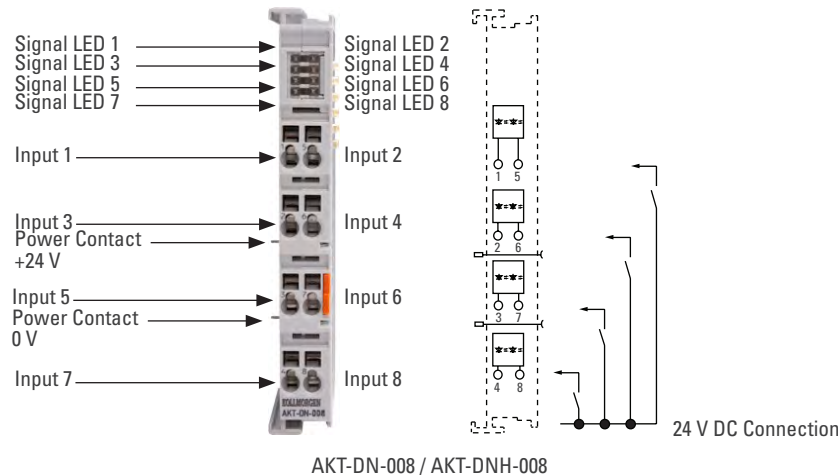 Signal LED 1
Signal LED 2
Signal LED 3
Signal LED 4
Signal LED 5
Signal LED 6
Signal LED 7
Signal LED 8
Input 1
Input 2
1 5
Input 3
Input 4
Power Contact
+24 V
2 6
Input 5
Input 6
Power Contact
0 V
3 7
Input 7
Input 8
4 8
KOLLMORGEN
AKT-DN-008
24 V DC Connection
AKT-DN-008 / AKT-DNH-008